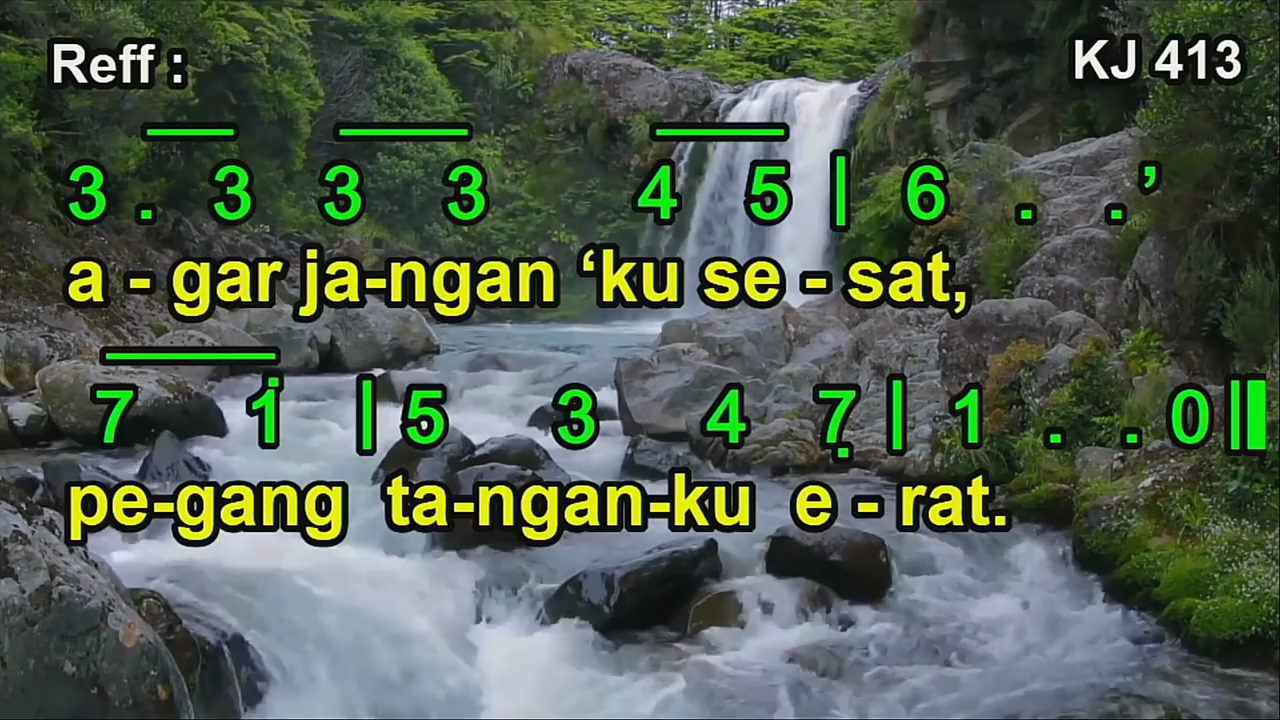 Reff : KJ 413
3 . 3 3 3 4 5 | 6 . . ’
a - gar ja-ngan ‘ku se - sat,
7 1̇ | 5 3 4 7̣ | 1 . . 0 ||
pe-gang ta-ngan-ku e - rat.